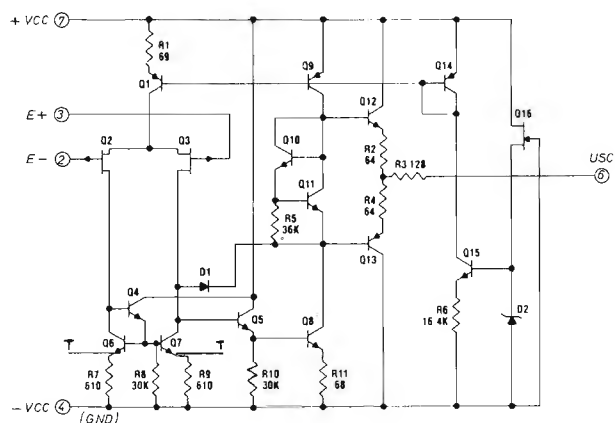 + VCC 7
R1
69
Q1
Q9
Q14
Q12
Q16
E+ 3
E- 2
Q2
Q3
Q10
R2
64
R3 128
USC
6
Q11
R4
64
R5
36K
Q13
D1
Q15
Q4
Q5
Q8
R6
16 4K
D2
T
Q6
Q7
T
R7
510
R8
30K
R9
610
R10
30K
R11
68
- VCC 4
(GND)